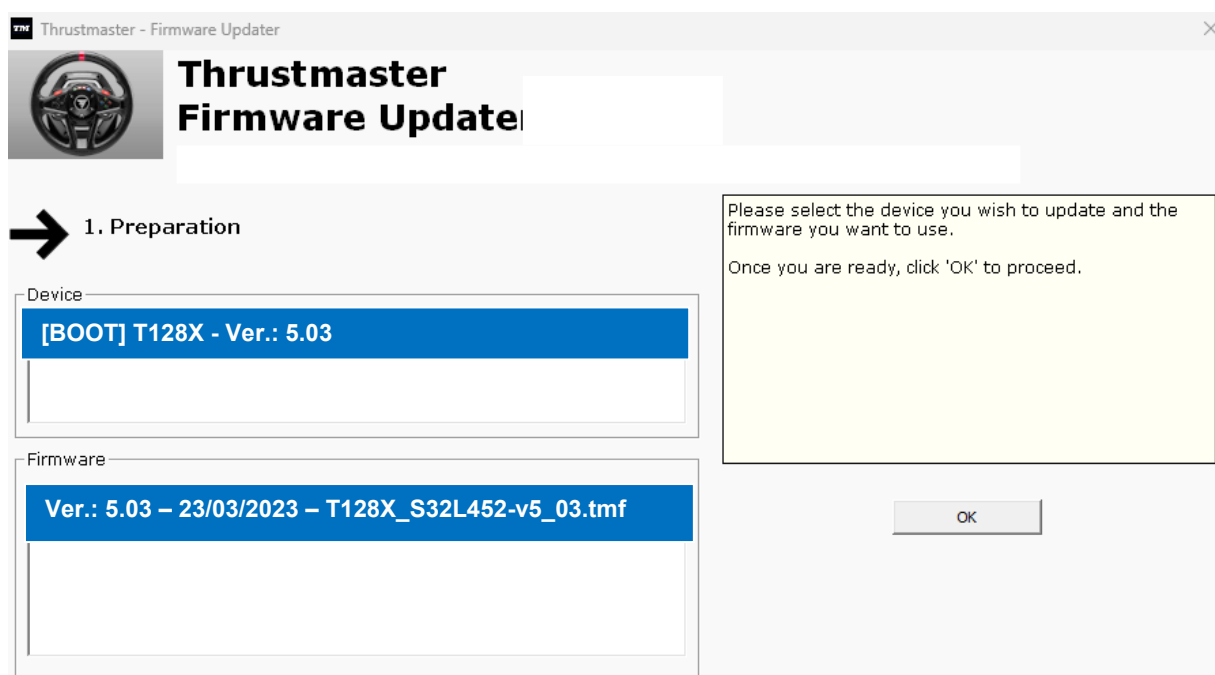 Thrustmaster - Firmware Updater
Thrustmaster
Firmware Update
1. Preparation
Please select the device you wish to update and the
firmware you want to use.
Once you are ready, click 'OK' to proceed.
Device
[BOOT] T128X - Ver.: 5.03
Firmware
Ver.: 5.03 – 23/03/2023 – T128X_S32L452-v5_03.tmf
OK